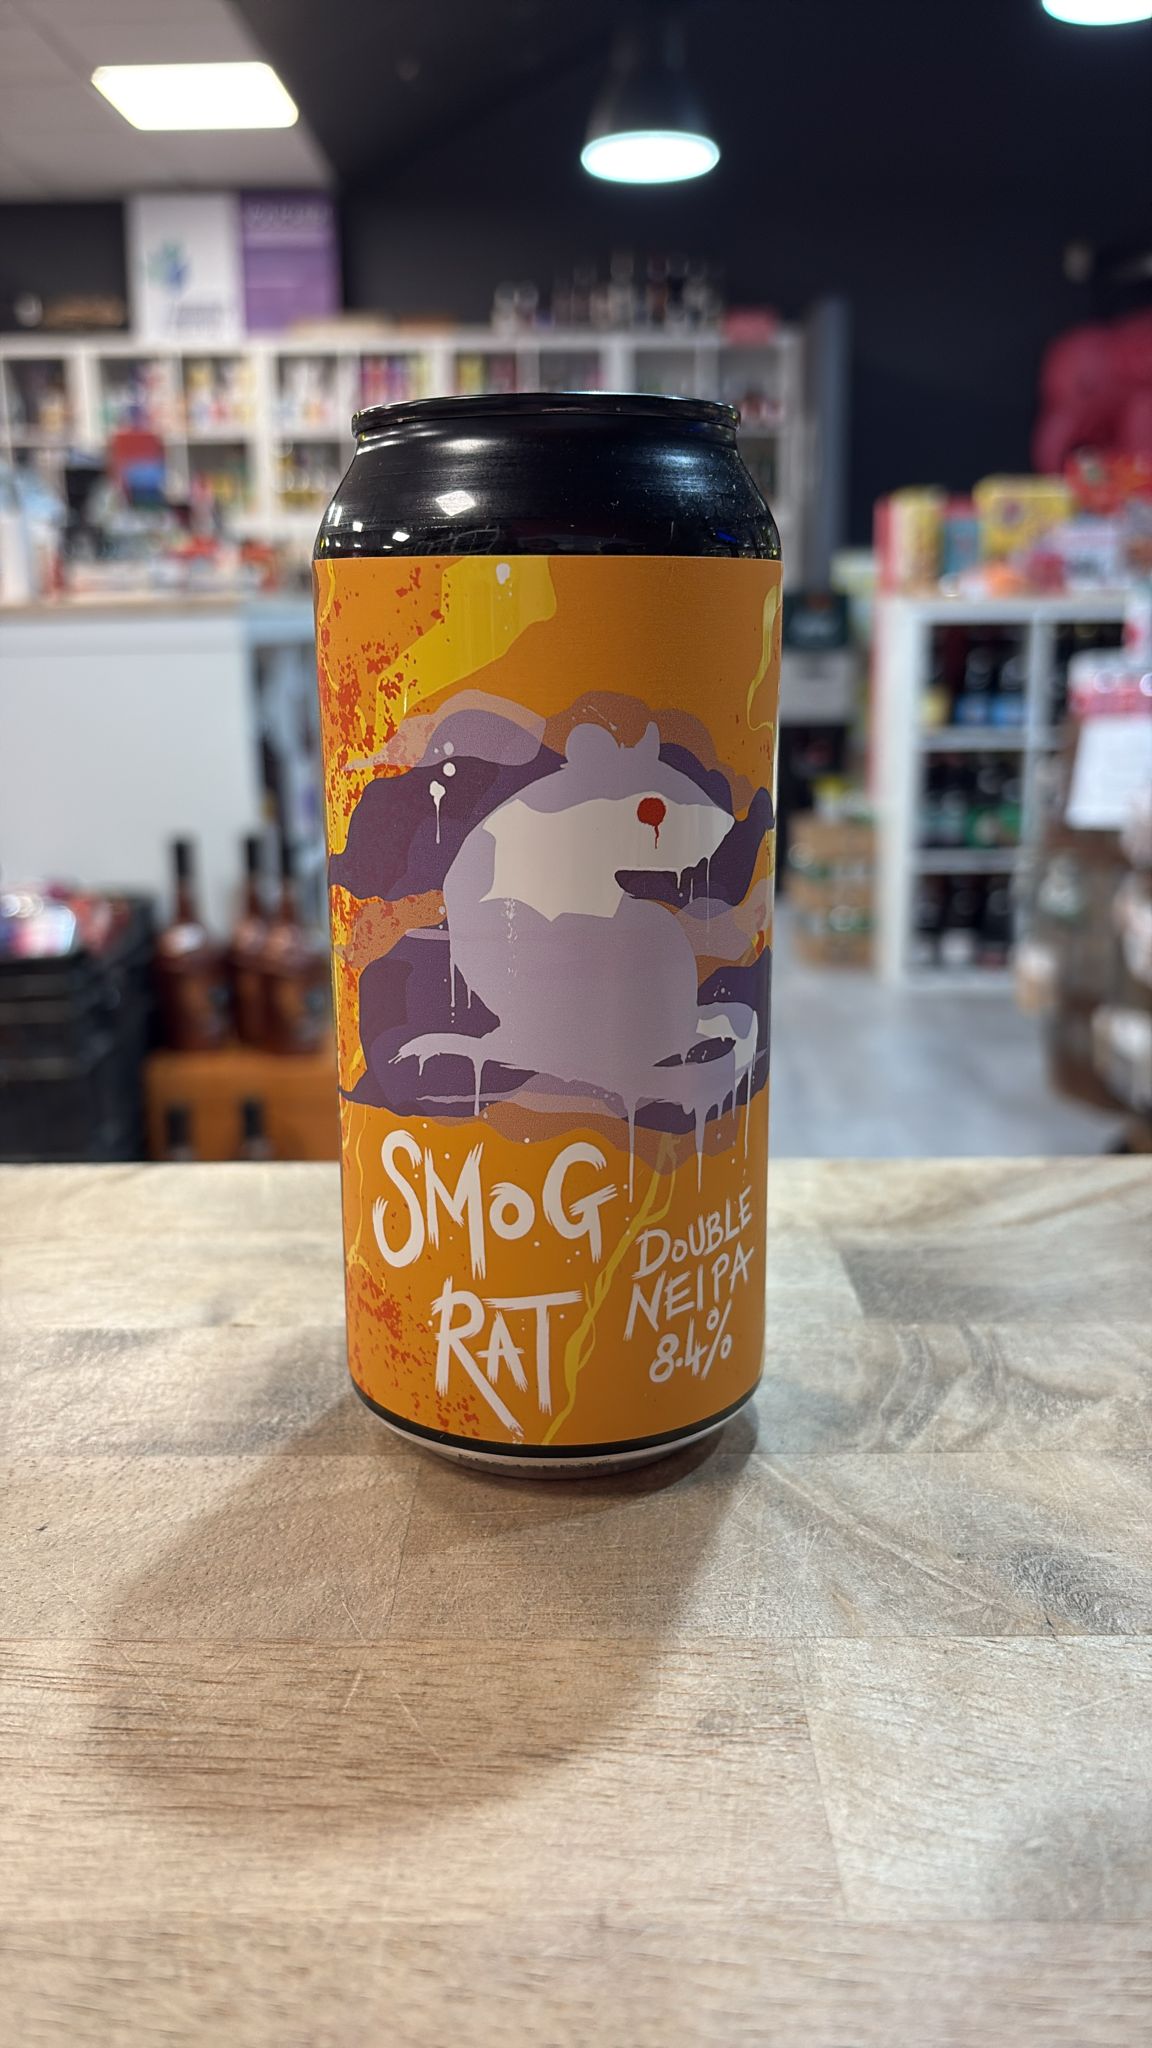 SMOG
RAT
DOUBLE
NEIPA
8.4%